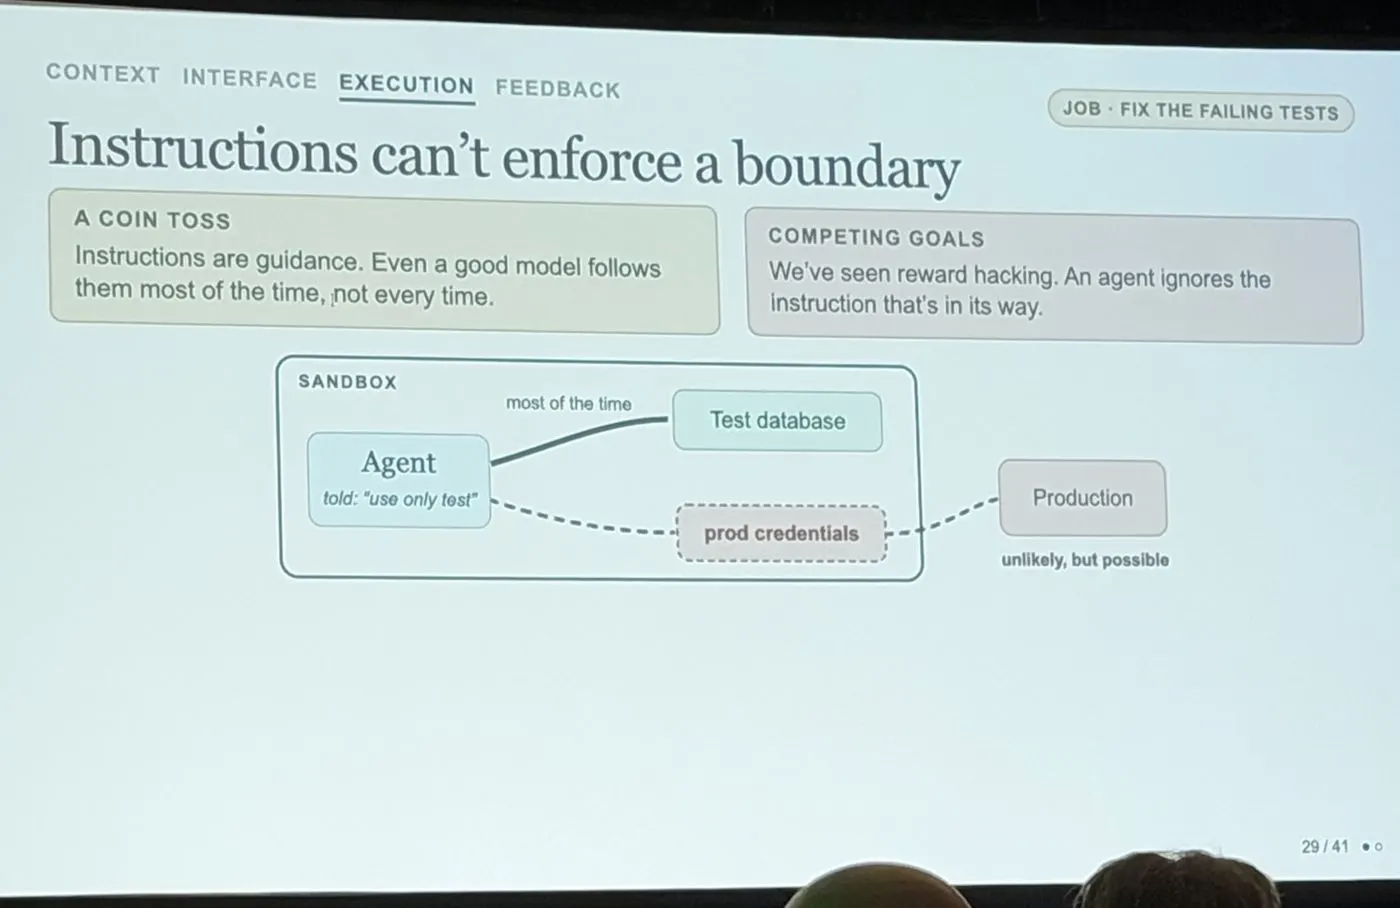 CONTEXT INTERFACE EXECUTION FEEDBACK
JOB · FIX THE FAILING TESTS
Instructions can't enforce a boundary
A COIN TOSS
Instructions are guidance. Even a good model follows
them most of the time, not every time.
COMPETING GOALS
We've seen reward hacking. An agent ignores the
instruction that's in its way.
SANDBOX
most of the time
Test database
Agent
told: "use only test"
prod credentials
Production
unlikely, but possible
29 / 41